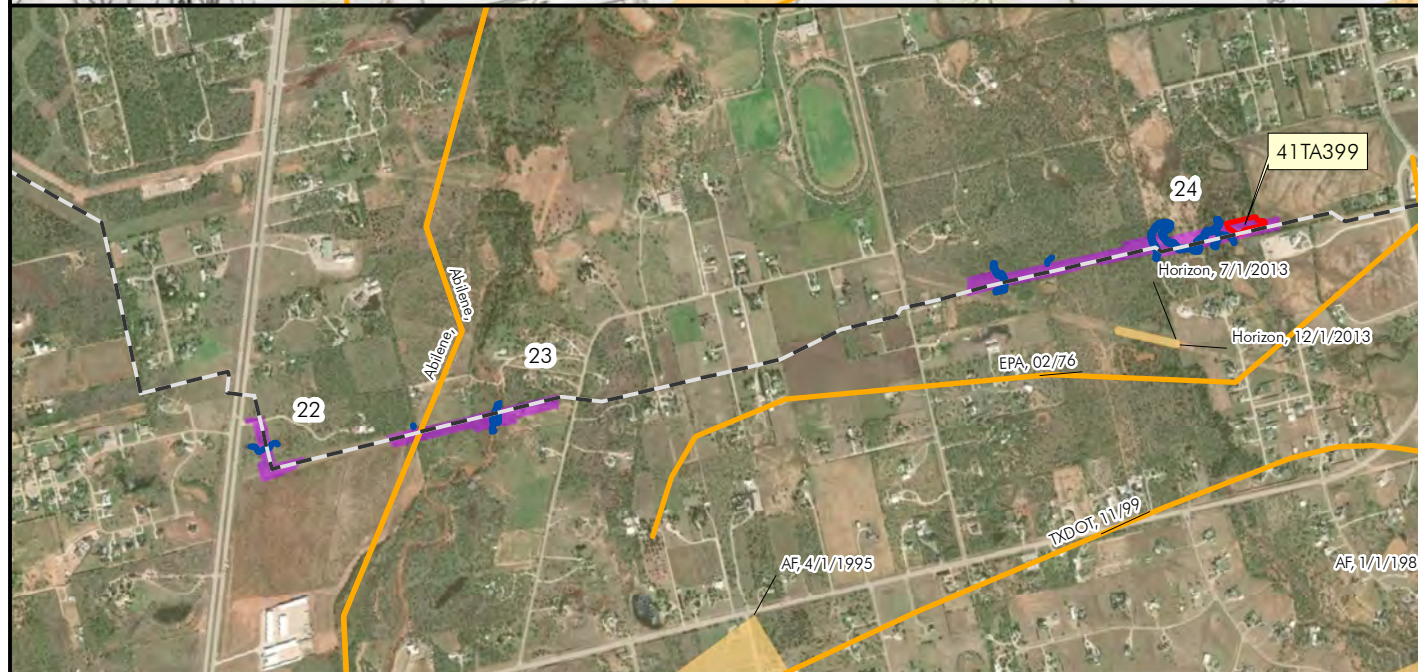 41TA399
24
Horizon, 7/1/2013
Abilene,
Abilene,
Horizon, 12/1/2013
23
EPA, 02/76
22
TXDOT, 11/99
AF, 4/1/1995
AF, 1/1/198